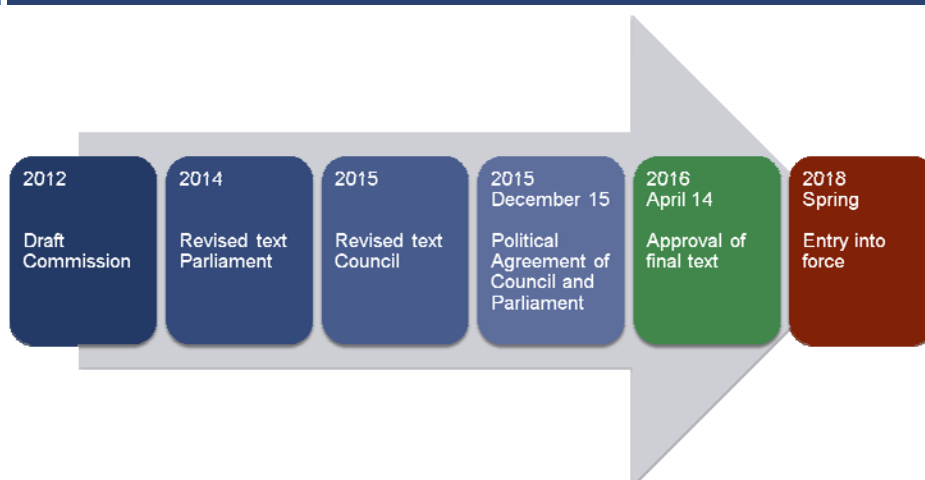 2012
Draft
Commission
2014
Revised text
Parliament
2015
Revised text
Council
2015
December 15
Political
Agreement of
Council and
Parliament
2016
April 14
Approval of
final text
2018
Spring
Entry into
force